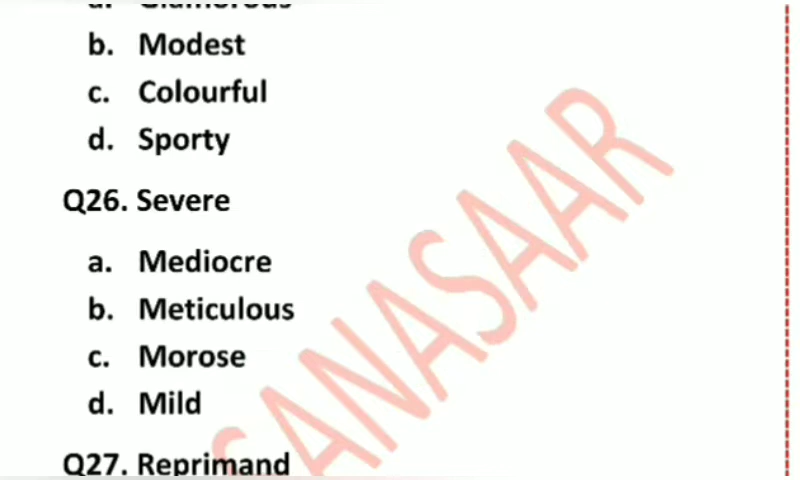 b. Modest
c. Colourful
d. Sporty
Q26. Severe
a. Mediocre
b. Meticulous
c. Morose
d. Mild
Q27. Reprimand
SANASAAR